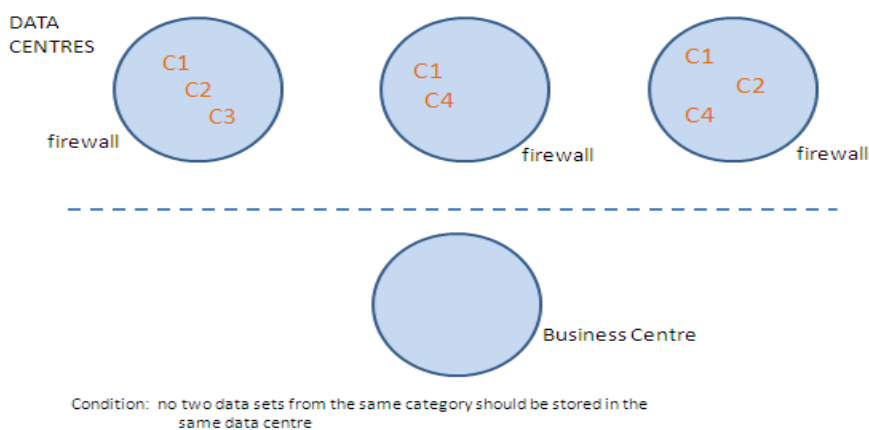 DATA
CENTRES
C1
C2
C3
firewall
C1
C4
firewall
C1
C2
C4
firewall
Business Centre
Condition: no two data sets from the same category should be stored in the
same data centre